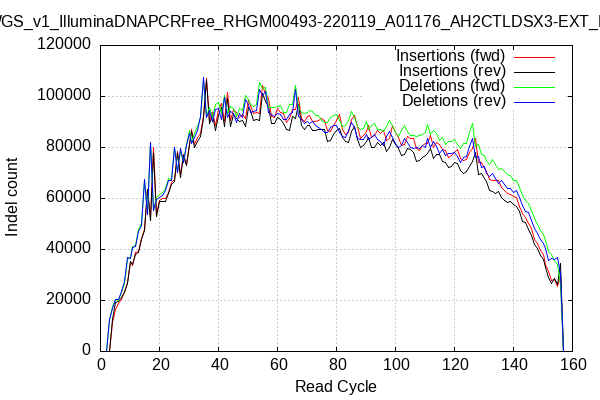 WGS_v1_IlluminaDNAPCRFree_RHGM00493-220119_A01176_AH2CTLDSX3-EXT_
Insertions (fwd)
Insertions (rev)
Deletions (fwd)
Deletions (rev)
Indel count
120000
100000
80000
60000
40000
20000
0
0 20 40 60 80 100 120 140 160
Read Cycle